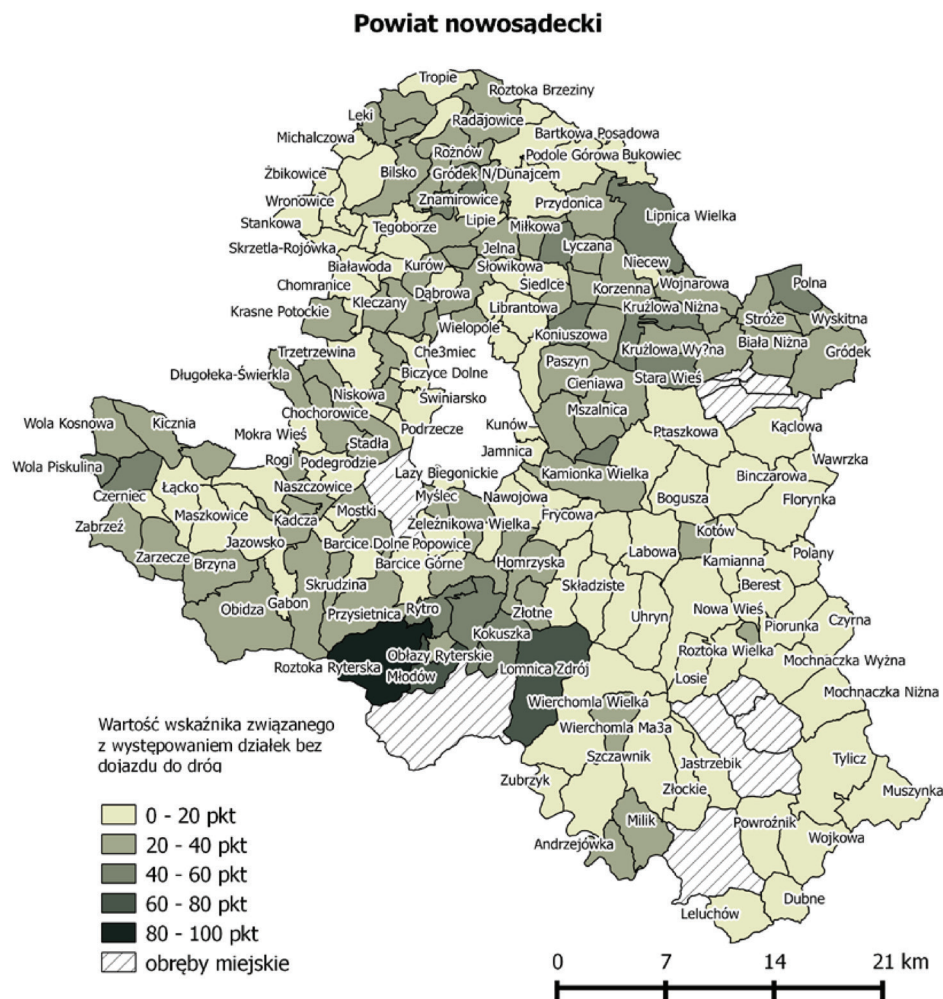 Powiat nowosądecki
Tropie
Roztoka Brzeziny
Łeki
Radajowice
Michalczowa
Bartkowa Posadowa
Rożnów
Podole Górowa
Bukowiec
Żbikowice
Bilsko
Gródek N/Dunajcem
Wronowice
Znamirowice
Przydonica
Stankowa
Tegoborze
Lipie
Miłkowa
Lipnica Wielka
Skrzetla-Rojówka
Jelna
Lyczana
Białawoda
Kurów
Słowikowa
Niecew
Chomranice
Dąbrowa
Siedlce
Korzenna
Wojnarowa
Polna
Krasne Potockie
Kleczany
Librantowa
Krużlowa Niżna
Stróże
Wyskitna
Wielopole
Koniuszowa
Trzetrzewina
Che3miec
Krużlowa Wy?na
Biała Niżna
Gródek
Długołeka-Świerkla
Biczyce Dolne
Paszyn
Stara Wieś
Niskowa
Świniarsko
Cieniawa
Wola Kosnowa
Kicznia
Chochorowice
Mszalnica
Mokra Wieś
Podrzecze
Kunów
Ptaszkowa
Kąclowa
Stadła
Jamnica
Wola Piskulina
Rogi
Podegrodzie
Lazy Biegonickie
Kamionka Wielka
Wawrzka
Czerniec
Łącko
Naszczowice
Myślec
Nawojowa
Binczarowa
Maszkowice
Mostki
Bogusza
Florynka
Zabrzeż
Kadcza
Żeleźnikowa Wielka
Frycowa
Jazowsko
Barcice Dolne
Popowice
Kotów
Zarzecze
Brzyna
Barcice Górne
Homrzyska
Labowa
Kamianna
Polany
Skrudzina
Składziste
Berest
Obidza
Gabon
Przysietnica
Rytro
Złotne
Uhryn
Nowa Wieś
Piorunka
Czyrna
Kokuszka
Roztoka Wielka
Roztoka Ryterska
Obłazy Ryterskie
Lomnica Zdrój
Mochnaczka Wyżna
Młodów
Losie
Wierchomla Wielka
Mochnaczka Niżna
Wartość wskaźnika związanego
z występowaniem działek bez
dojazdu do dróg
Wierchomla Ma3a
Szczawnik
Jastrzebik
Tylicz
Zubrzyk
Złockie
Muszynka
0 - 20 pkt
20 - 40 pkt
40 - 60 pkt
60 - 80 pkt
80 - 100 pkt
obręby miejskie
Milik
Powroźnik
Andrzejówka
Wojkowa
Dubne
Leluchów
0 7 14 21 km